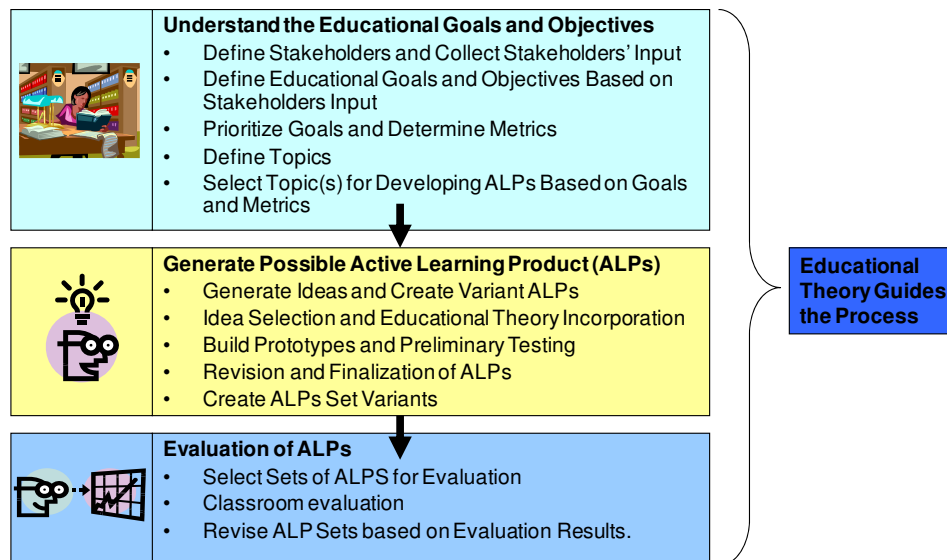 Understand the Educational Goals and Objectives
• Define Stakeholders and Collect Stakeholders' Input
• Define Educational Goals and Objectives Based on
Stakeholders Input
• Prioritize Goals and Determine Metrics
• Define Topics
• Select Topic(s) for Developing ALPs Based on Goals
and Metrics
Generate Possible Active Learning Product (ALPs)
• Generate Ideas and Create Variant ALPs
• Idea Selection and Educational Theory Incorporation
• Build Prototypes and Preliminary Testing
• Revision and Finalization of ALPs
• Create ALPs Set Variants
Evaluation of ALPs
• Select Sets of ALPS for Evaluation
• Classroom evaluation
• Revise ALP Sets based on Evaluation Results.
Educational
Theory Guides
the Process